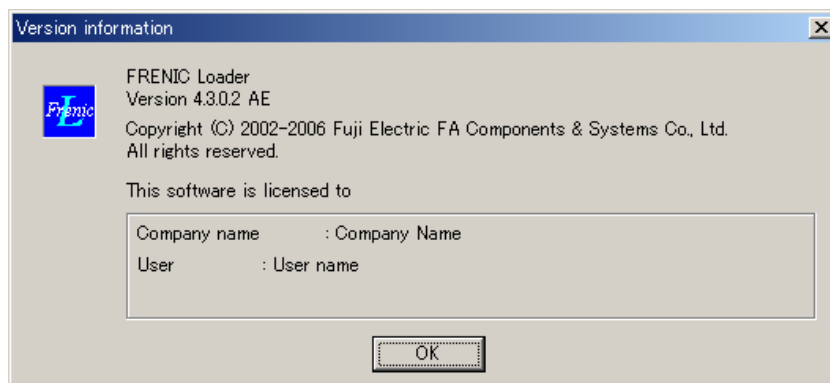 Version information
FRENIC Loader
Version 4.3.0.2 AE
Frenic
L
Copyright (C) 2002-2006 Fuji Electric FA Components & Systems Co., Ltd.
All rights reserved.
This software is licensed to
Company name : Company Name
User : User name
OK